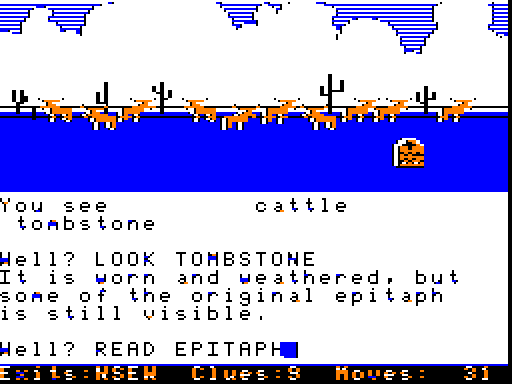 You see cattle
tombstone
Well? LOOK TOMBSTONE
It is worn and weathered, but
some of the original epitaph
is still visible.
Well? READ EPITAPH
Exits:NSEW Clues:9 Moves: 31